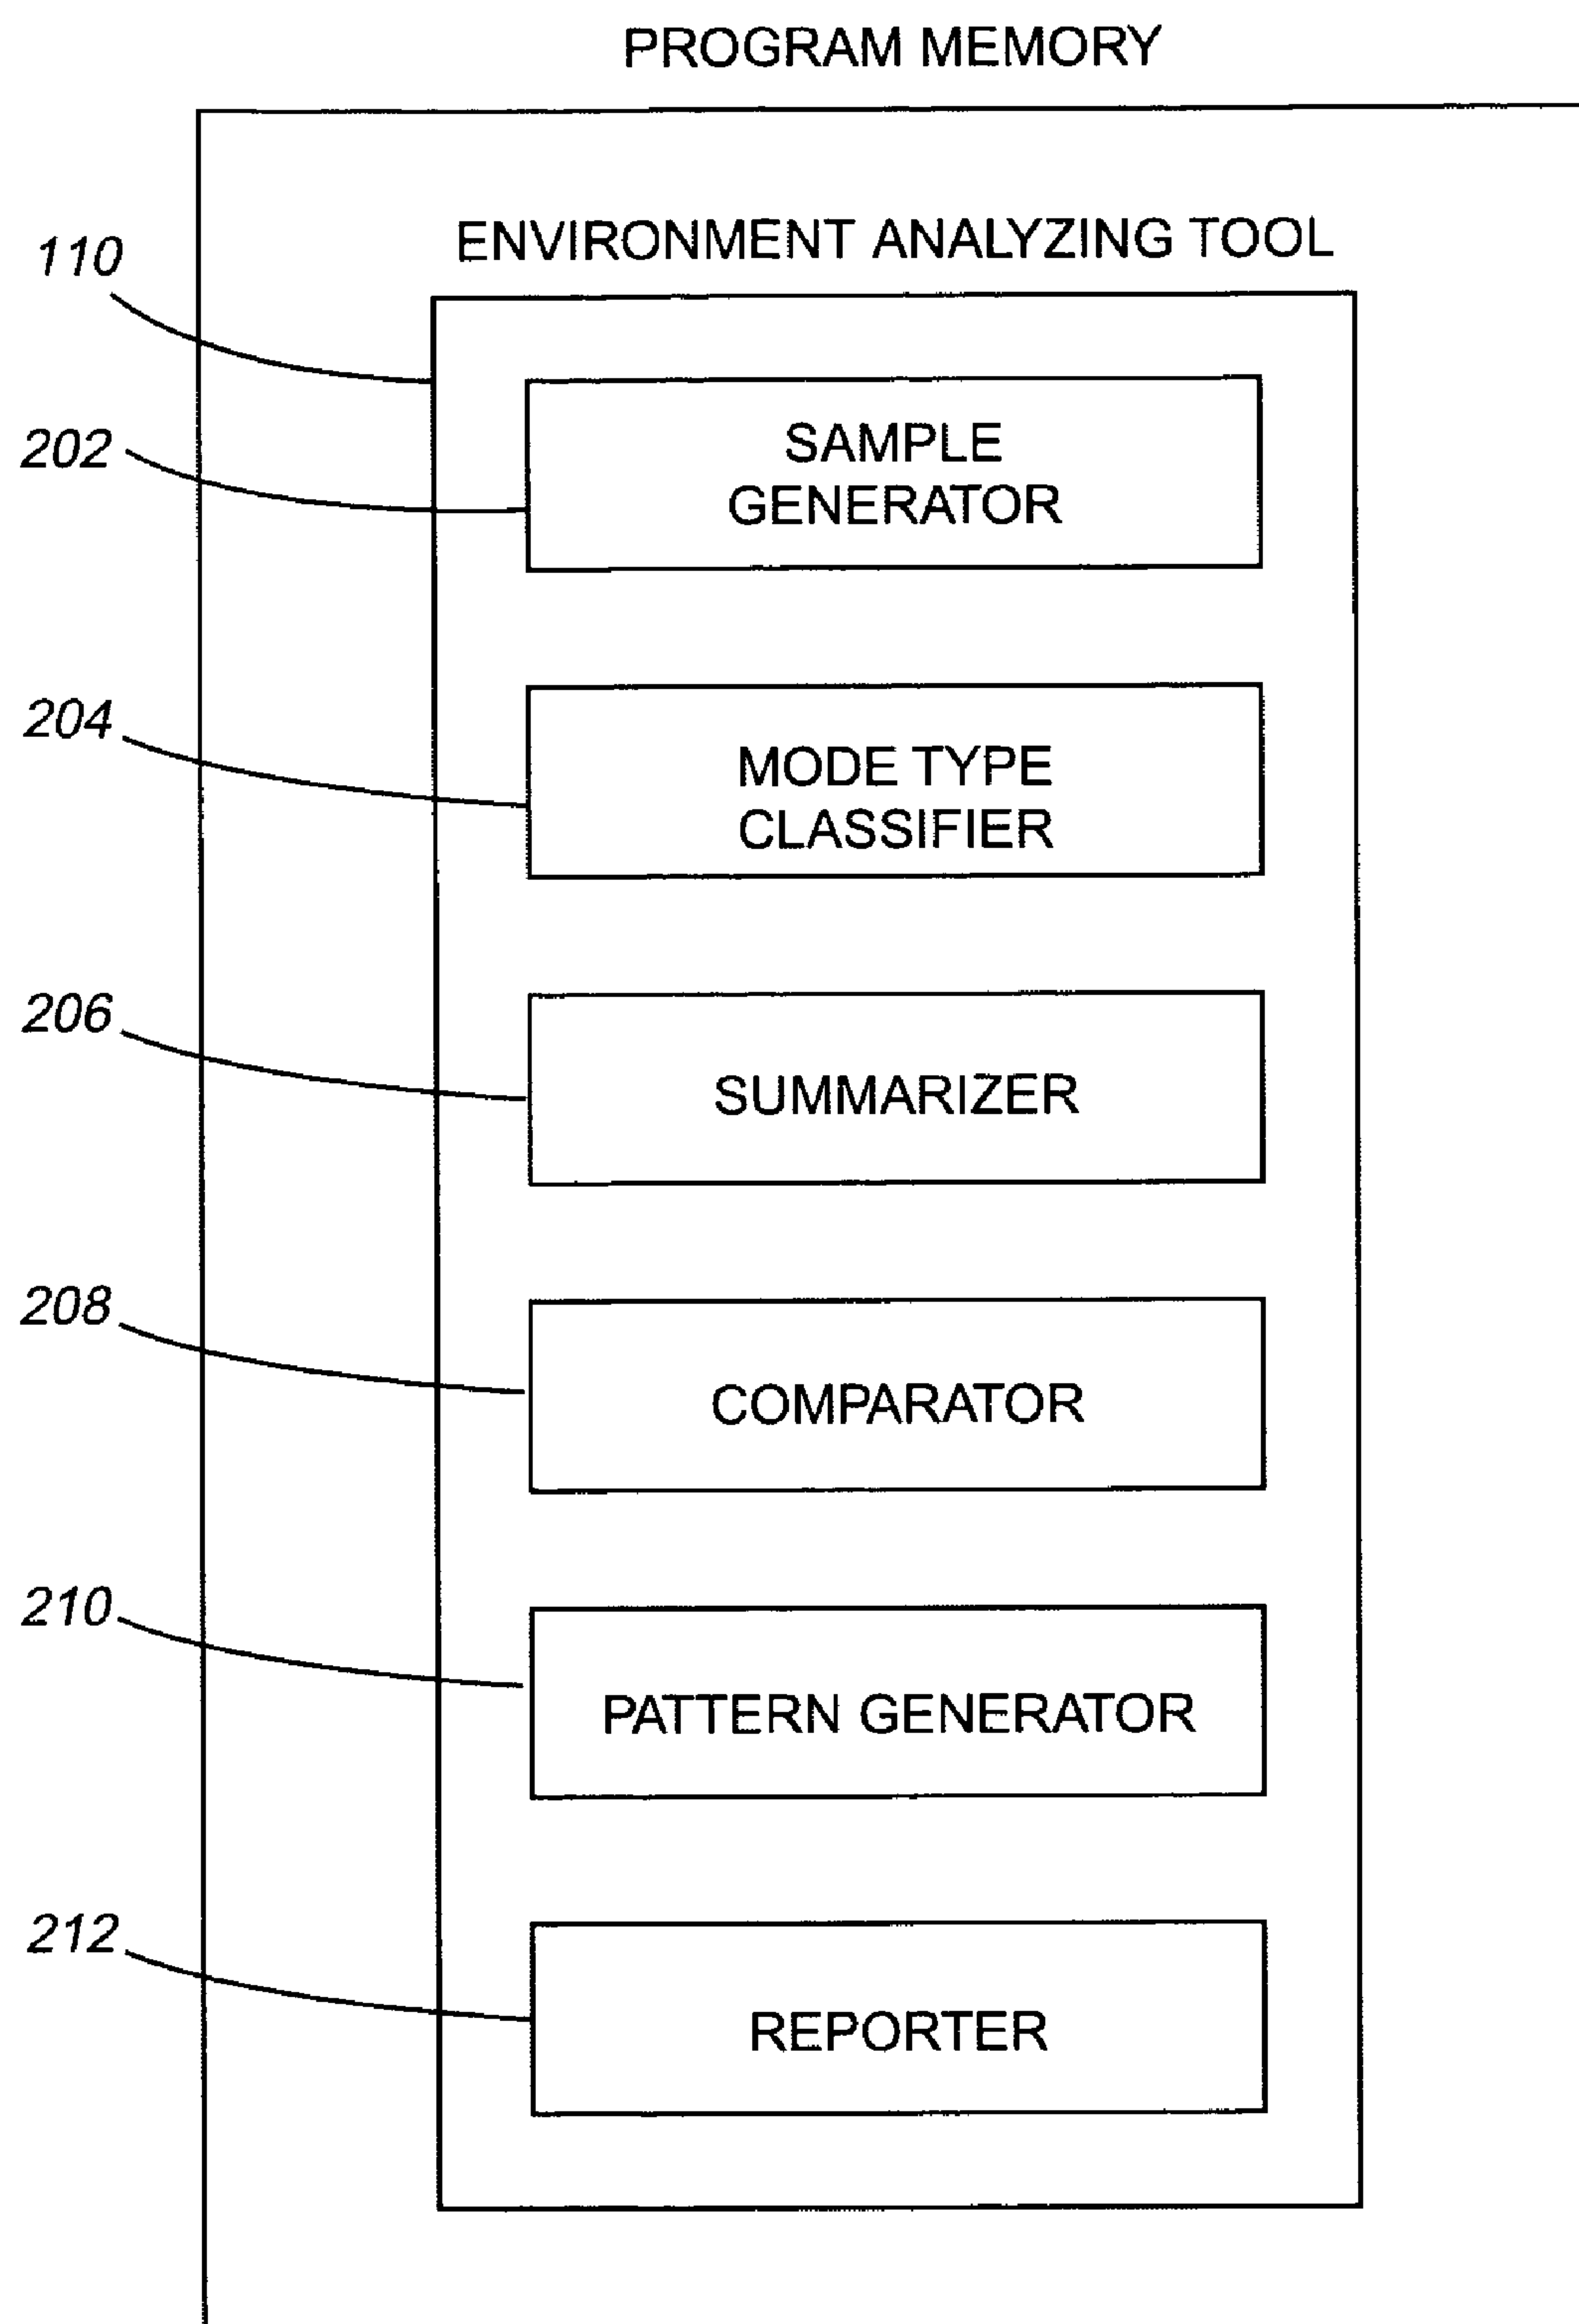 PROGRAM MEMORY
ENVIRONMENT ANALYZING TOOL
110
202
SAMPLE
GENERATOR
204
MODE TYPE
CLASSIFIER
206
SUMMARIZER
208
COMPARATOR
210
PATTERN GENERATOR
212
REPORTER